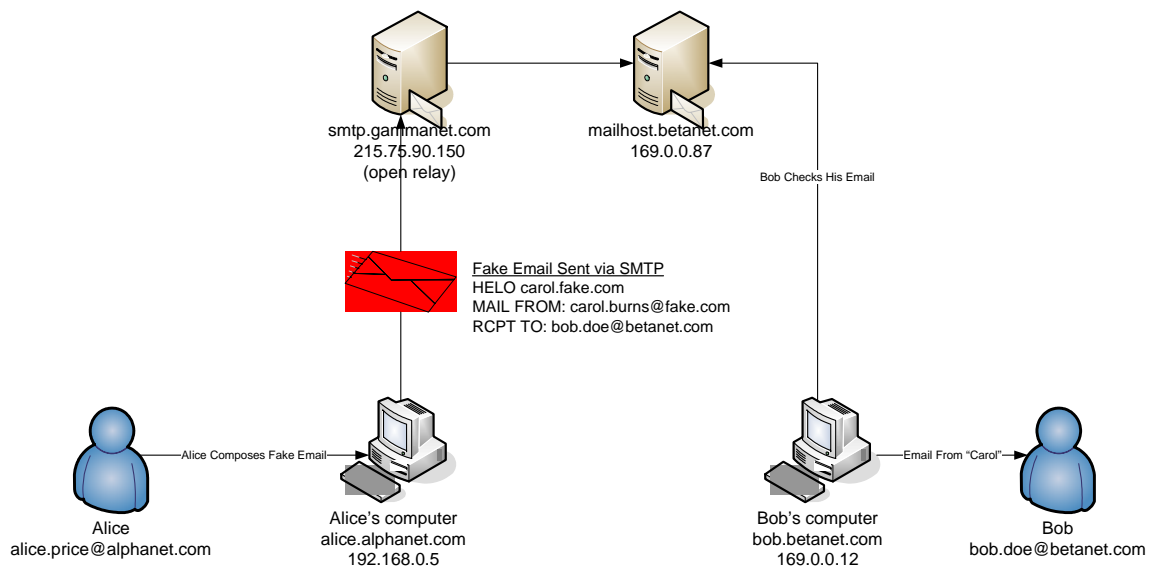 smtp.gammanet.com
215.75.90.150
(open relay)
mailhost.betanet.com
169.0.0.87
Bob Checks His Email
Fake Email Sent via SMTP
HELO carol.fake.com
MAIL FROM: carol.burns@fake.com
RCPT TO: bob.doe@betanet.com
Alice Composes Fake Email
Email From “Carol”
Alice
alice.price@alphanet.com
Alice’s computer
alice.alphanet.com
192.168.0.5
Bob’s computer
bob.betanet.com
169.0.0.12
Bob
bob.doe@betanet.com